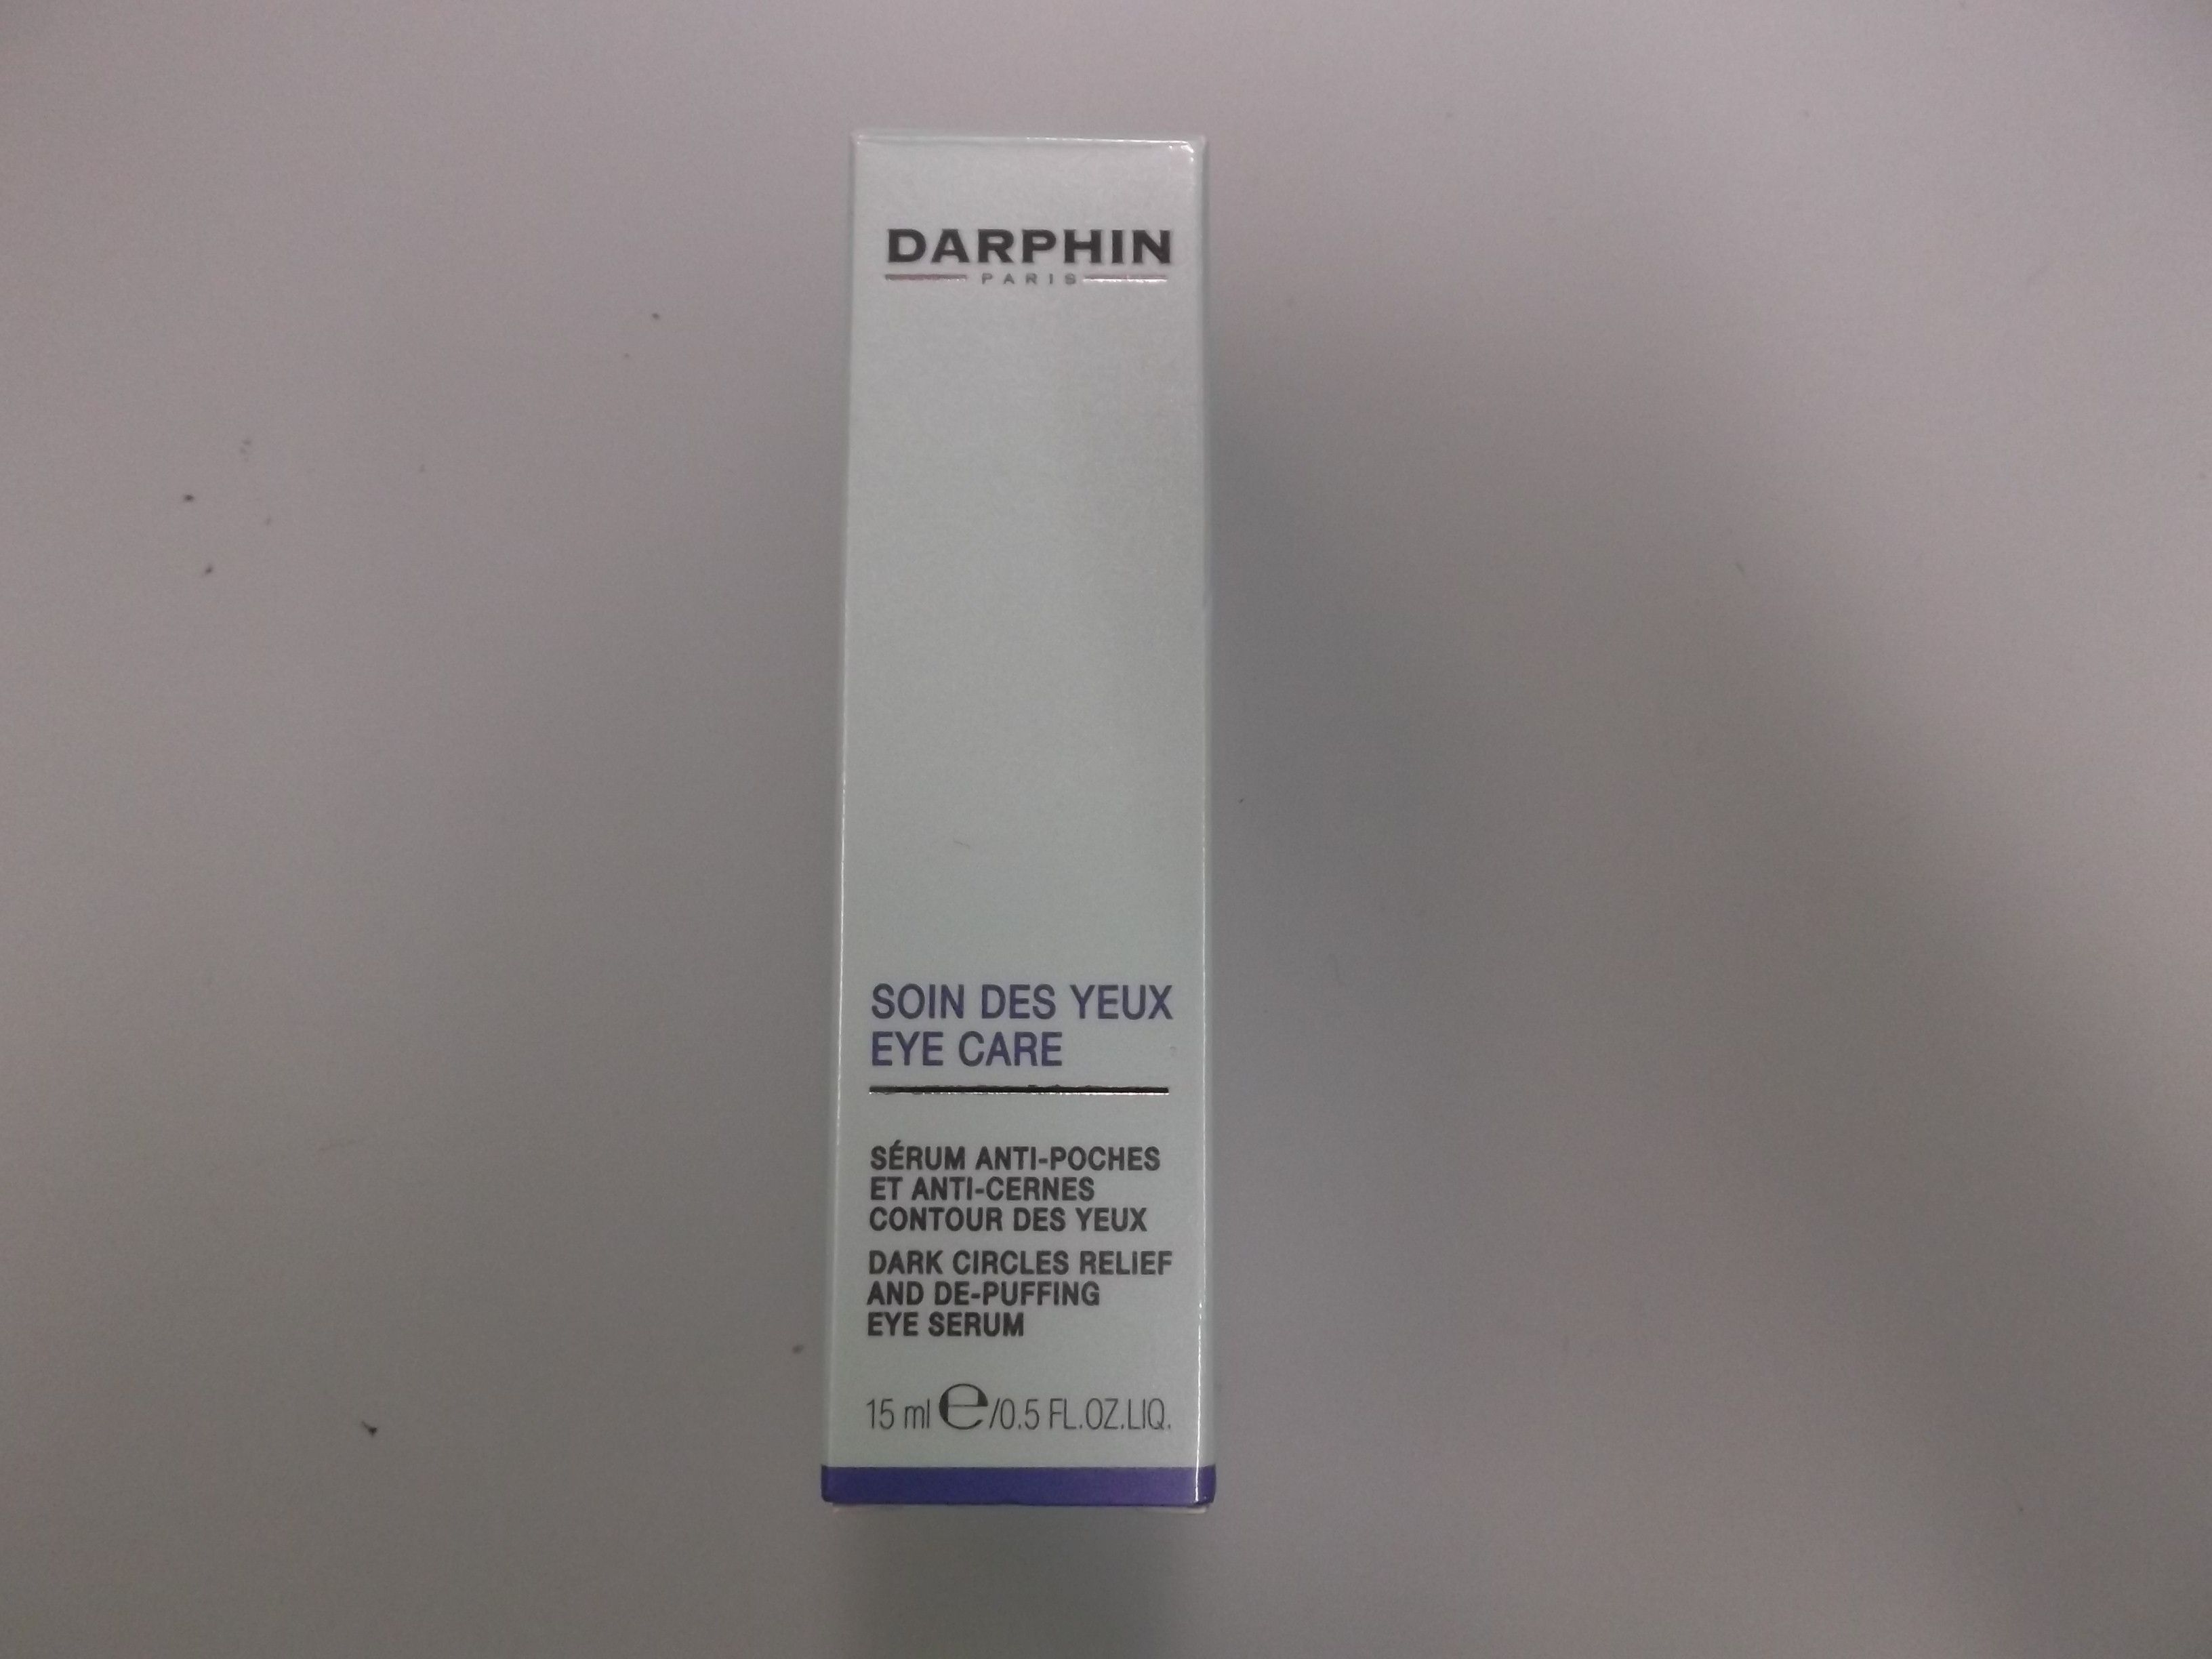 DARPHIN
PARIS
SOIN DES YEUX
EYE CARE
SÉRUM ANTI-POCHES
ET ANTI-CERNES
CONTOUR DES YEUX
DARK CIRCLES RELIEF
AND DE-PUFFING
EYE SERUM
15 ml ℮/0.5 FL.OZ.LIQ.